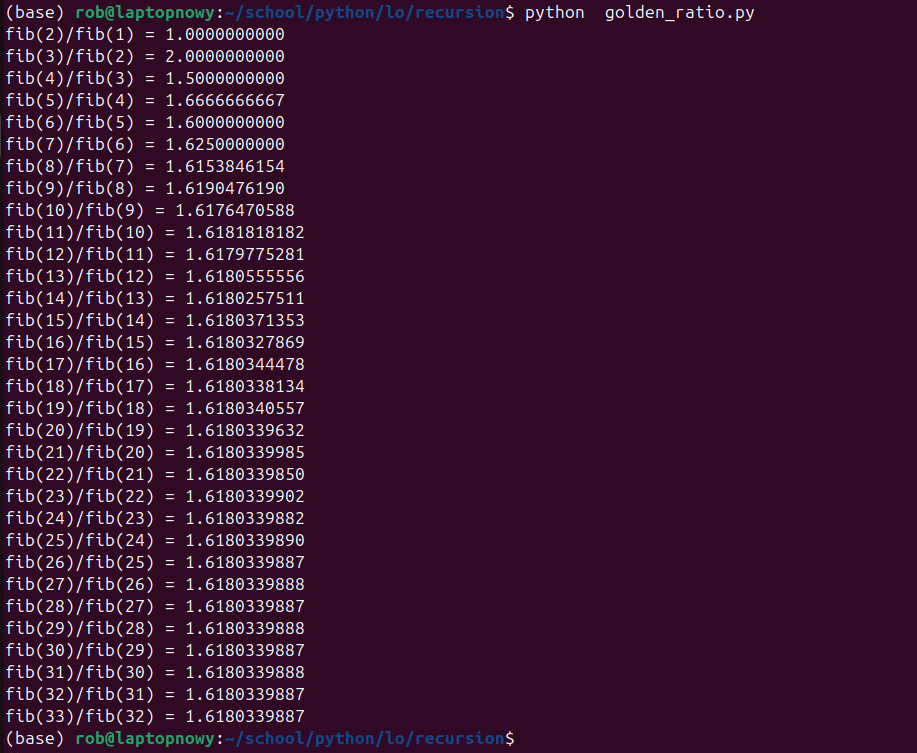 (base) rob@laptopnowy:~/school/python/lo/recursion$ python  golden_ratio.py
fib(2)/fib(1) = 1.0000000000
fib(3)/fib(2) = 2.0000000000
fib(4)/fib(3) = 1.5000000000
fib(5)/fib(4) = 1.6666666667
fib(6)/fib(5) = 1.6000000000
fib(7)/fib(6) = 1.6250000000
fib(8)/fib(7) = 1.6153846154
fib(9)/fib(8) = 1.6190476190
fib(10)/fib(9) = 1.6176470588
fib(11)/fib(10) = 1.6181818182
fib(12)/fib(11) = 1.6179775281
fib(13)/fib(12) = 1.6180555556
fib(14)/fib(13) = 1.6180257511
fib(15)/fib(14) = 1.6180371353
fib(16)/fib(15) = 1.6180327869
fib(17)/fib(16) = 1.6180344478
fib(18)/fib(17) = 1.6180338134
fib(19)/fib(18) = 1.6180340557
fib(20)/fib(19) = 1.6180339632
fib(21)/fib(20) = 1.6180339985
fib(22)/fib(21) = 1.6180339850
fib(23)/fib(22) = 1.6180339902
fib(24)/fib(23) = 1.6180339882
fib(25)/fib(24) = 1.6180339890
fib(26)/fib(25) = 1.6180339887
fib(27)/fib(26) = 1.6180339888
fib(28)/fib(27) = 1.6180339887
fib(29)/fib(28) = 1.6180339888
fib(30)/fib(29) = 1.6180339887
fib(31)/fib(30) = 1.6180339888
fib(32)/fib(31) = 1.6180339887
fib(33)/fib(32) = 1.6180339887
(base) rob@laptopnowy:~/school/python/lo/recursion$